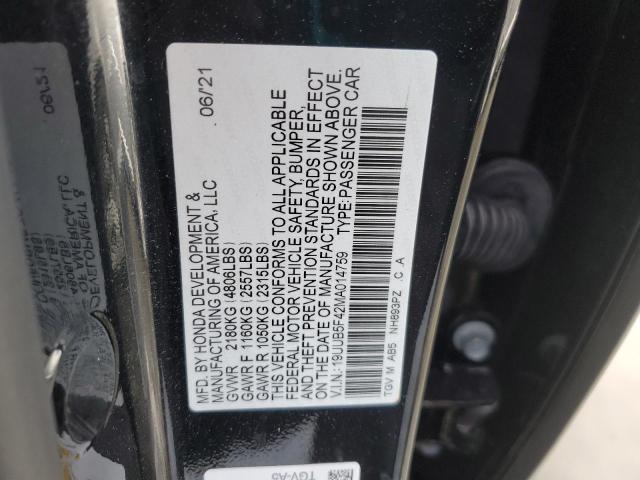 MFD. BY HONDA DEVELOPMENT &
MANUFACTURING OF AMERICA, LLC 06/21
GVWR 2180KG (4806LBS)
GAWR F 1160KG (2557LBS)
GAWR R 1050KG (2315LBS)
THIS VEHICLE CONFORMS TO ALL APPLICABLE
FEDERAL MOTOR VEHICLE SAFETY, BUMPER,
AND THEFT PREVENTION STANDARDS IN EFFECT
ON THE DATE OF MANUFACTURE SHOWN ABOVE.
V.I.N.: 19UUB5F42MA014759 TYPE: PASSENGER CAR
TGV M AB5 NH893PZ .C .A
TGV-A5